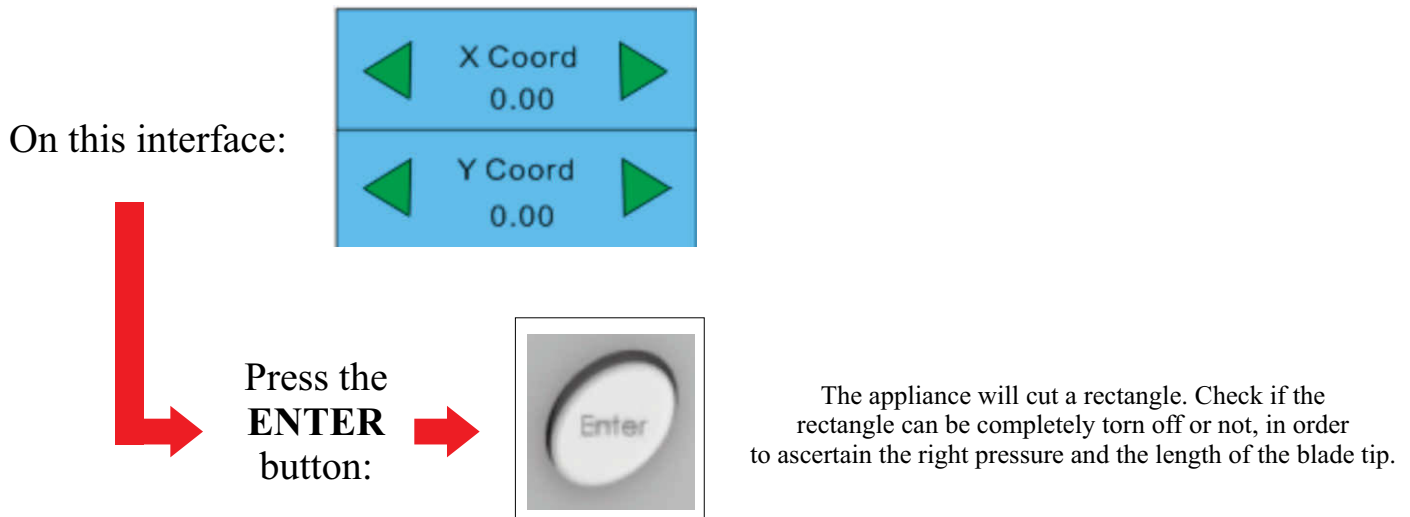 On this interface:
X Coord
0.00
Y Coord
0.00
Press the
ENTER
button:
Enter
The appliance will cut a rectangle. Check if the
rectangle can be completely torn off or not, in order
to ascertain the right pressure and the length of the blade tip.